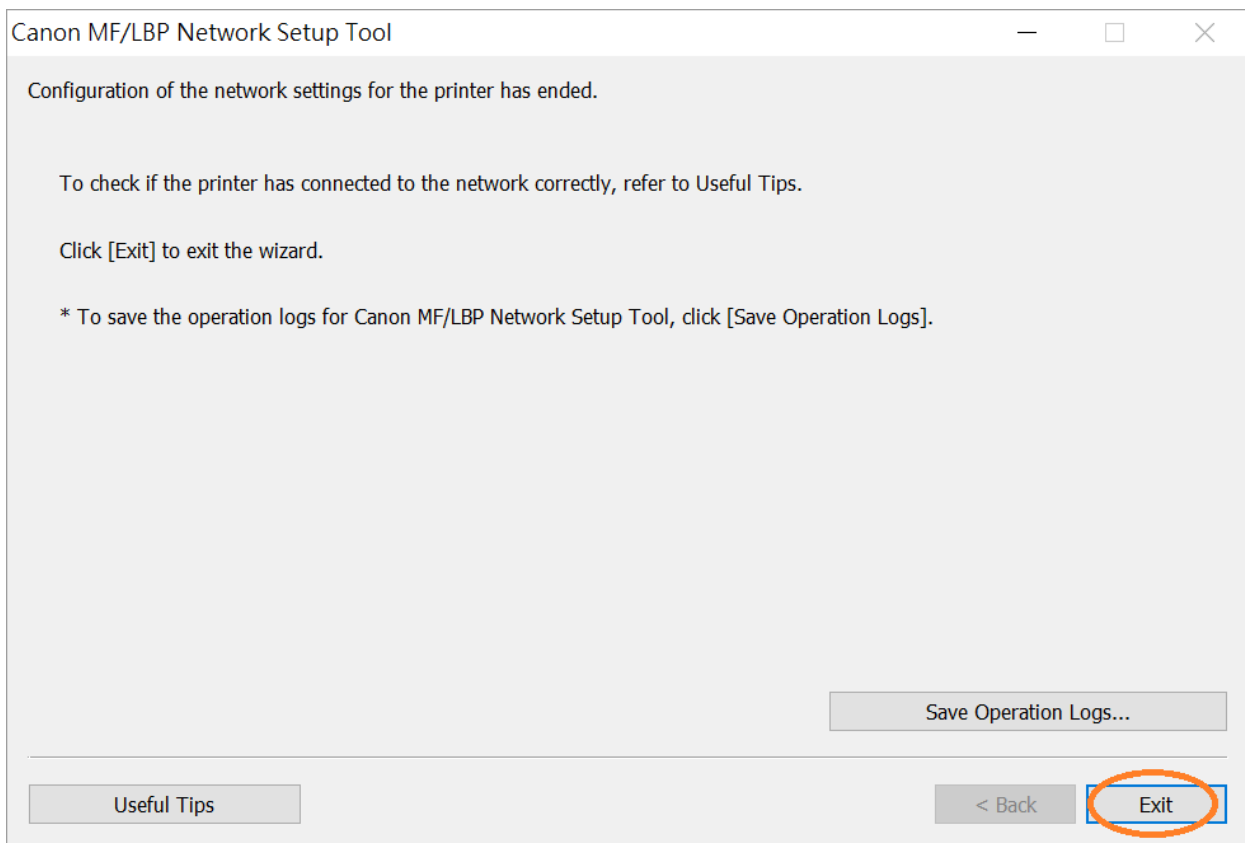 Canon MF/LBP Network Setup Tool
Configuration of the network settings for the printer has ended.
To check if the printer has connected to the network correctly, refer to Useful Tips.
Click [Exit] to exit the wizard.
* To save the operation logs for Canon MF/LBP Network Setup Tool, click [Save Operation Logs].
Save Operation Logs...
Useful Tips
< Back
Exit